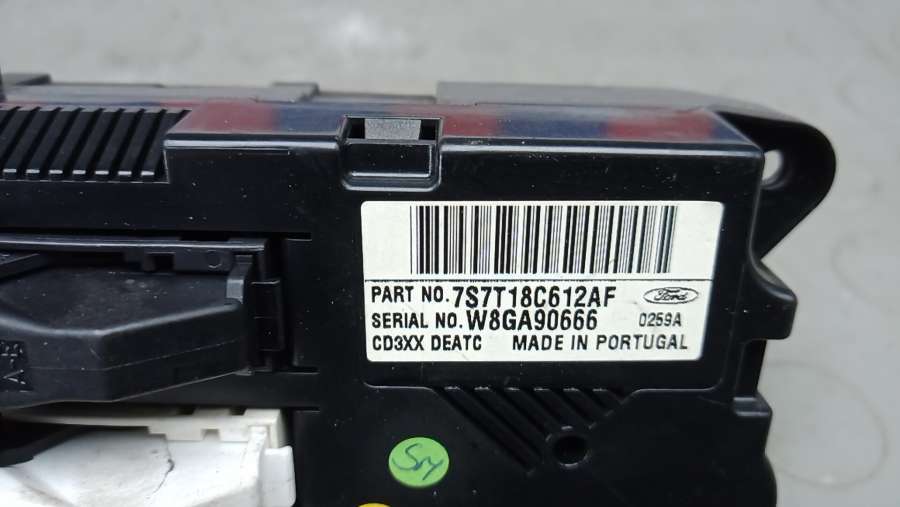 PART NO. 7S7T18C612AF
Ford
SERIAL NO. W8GA90666 0259A
CD3XX DEATC MADE IN PORTUGAL